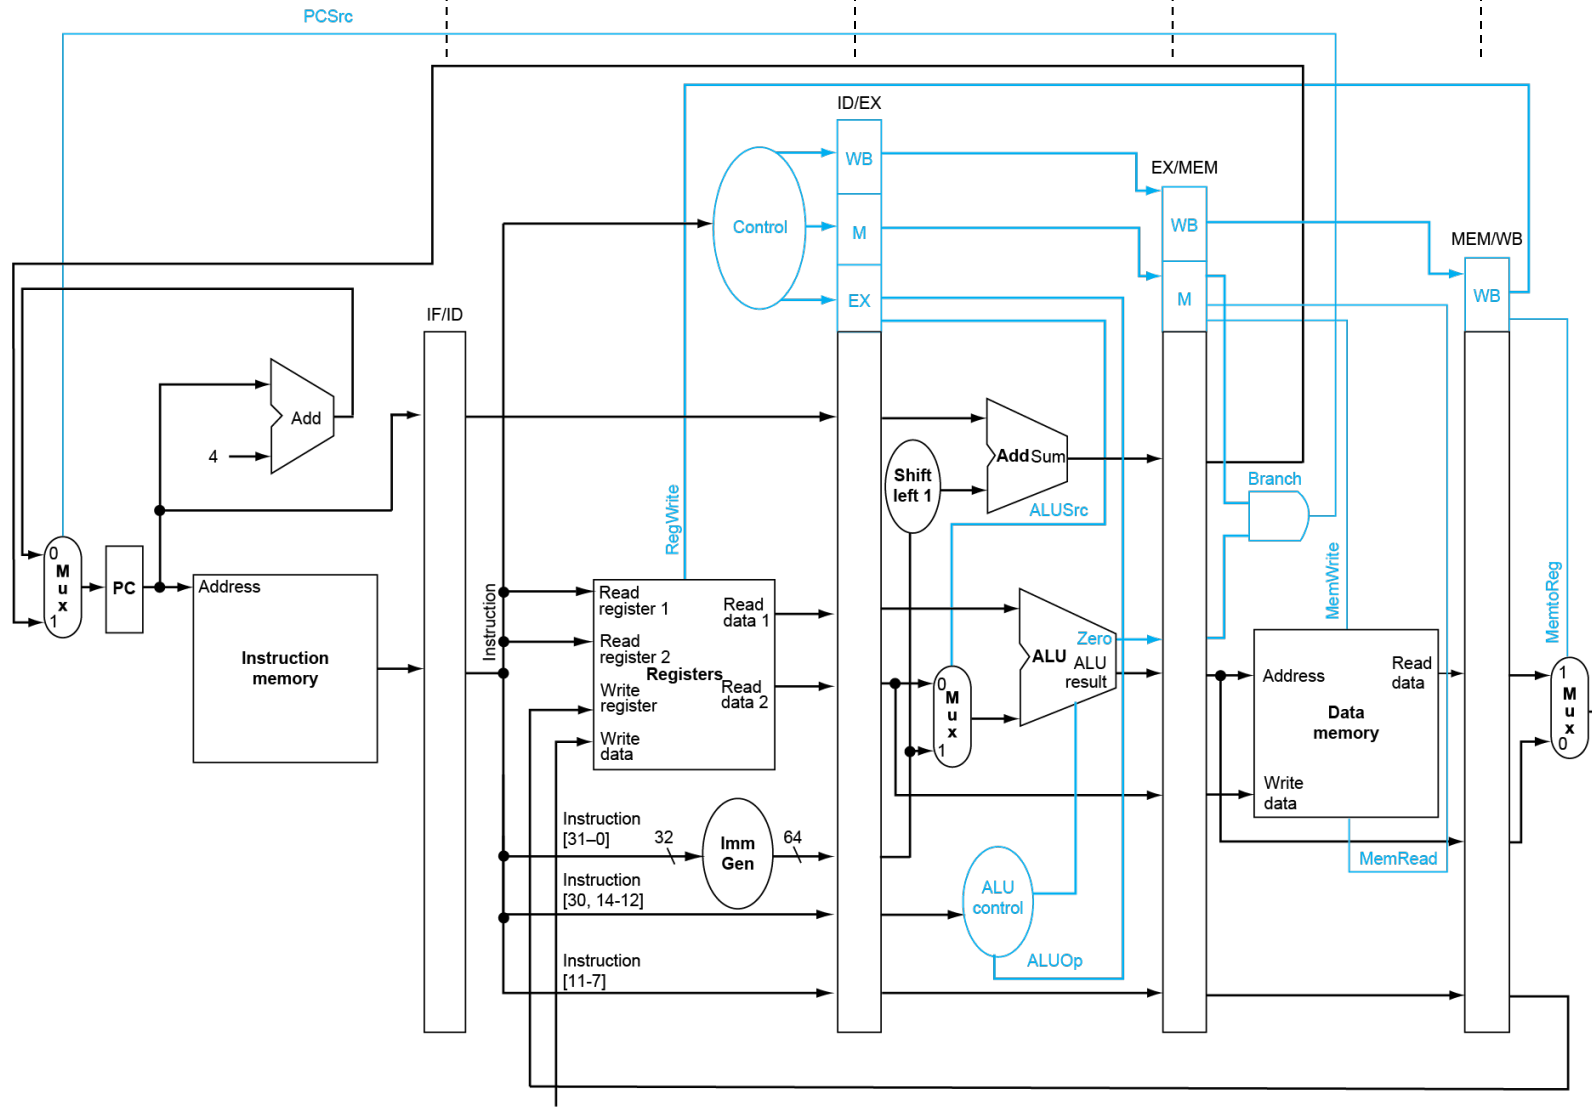 PCSrc
ID/EX
WB
EX/MEM
Control
M
WB
MEM/WB
EX
M
WB
IF/ID
Add
4
Add Sum
Shift
left 1
Branch
ALUSrc
RegWrite
MemWrite
MemtoReg
0
M
u
x
1
PC
Address
Instruction
memory
Instruction
Read
register 1
Read
register 2
Write
register
Write
data
Registers
Read
data 1
Read
data 2
0
M
u
x
1
Zero
ALU
ALU
result
Address
Read
data
Data
memory
Write
data
MemRead
1
M
u
x
0
Instruction
[31–0]
32
Imm
Gen
64
Instruction
[30, 14-12]
ALU
control
Instruction
[11-7]
ALUOp